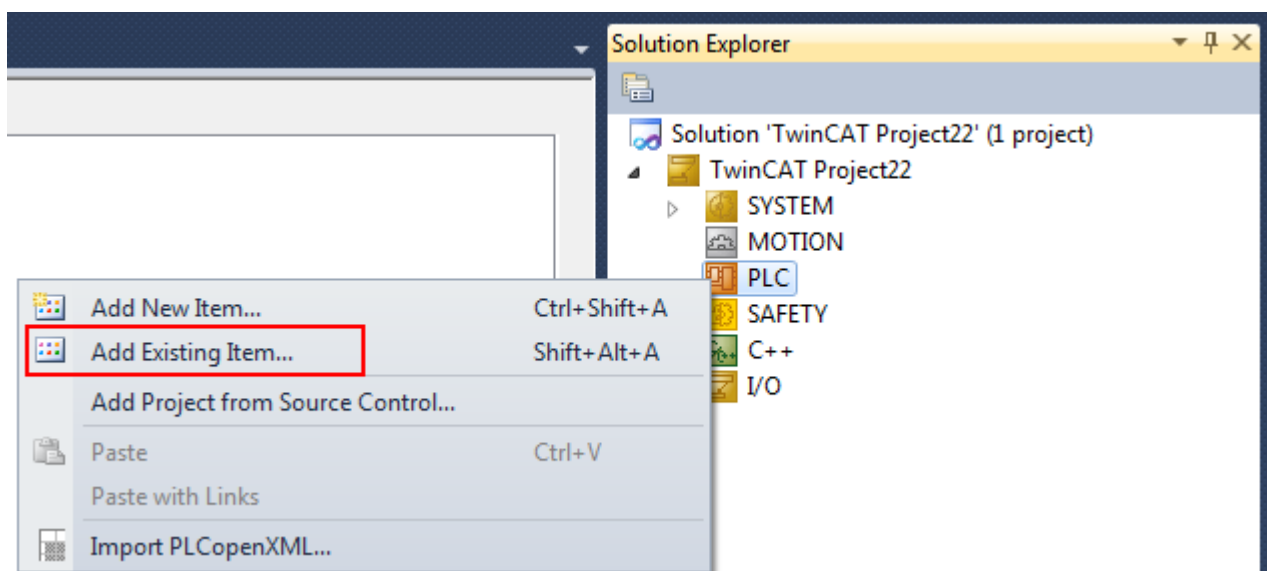 Solution Explorer
Solution 'TwinCAT Project22' (1 project)
TwinCAT Project22
SYSTEM
MOTION
PLC
SAFETY
C++
I/O
Add New Item... Ctrl+Shift+A
Add Existing Item... Shift+Alt+A
Add Project from Source Control...
Paste Ctrl+V
Paste with Links
Import PLCopenXML...